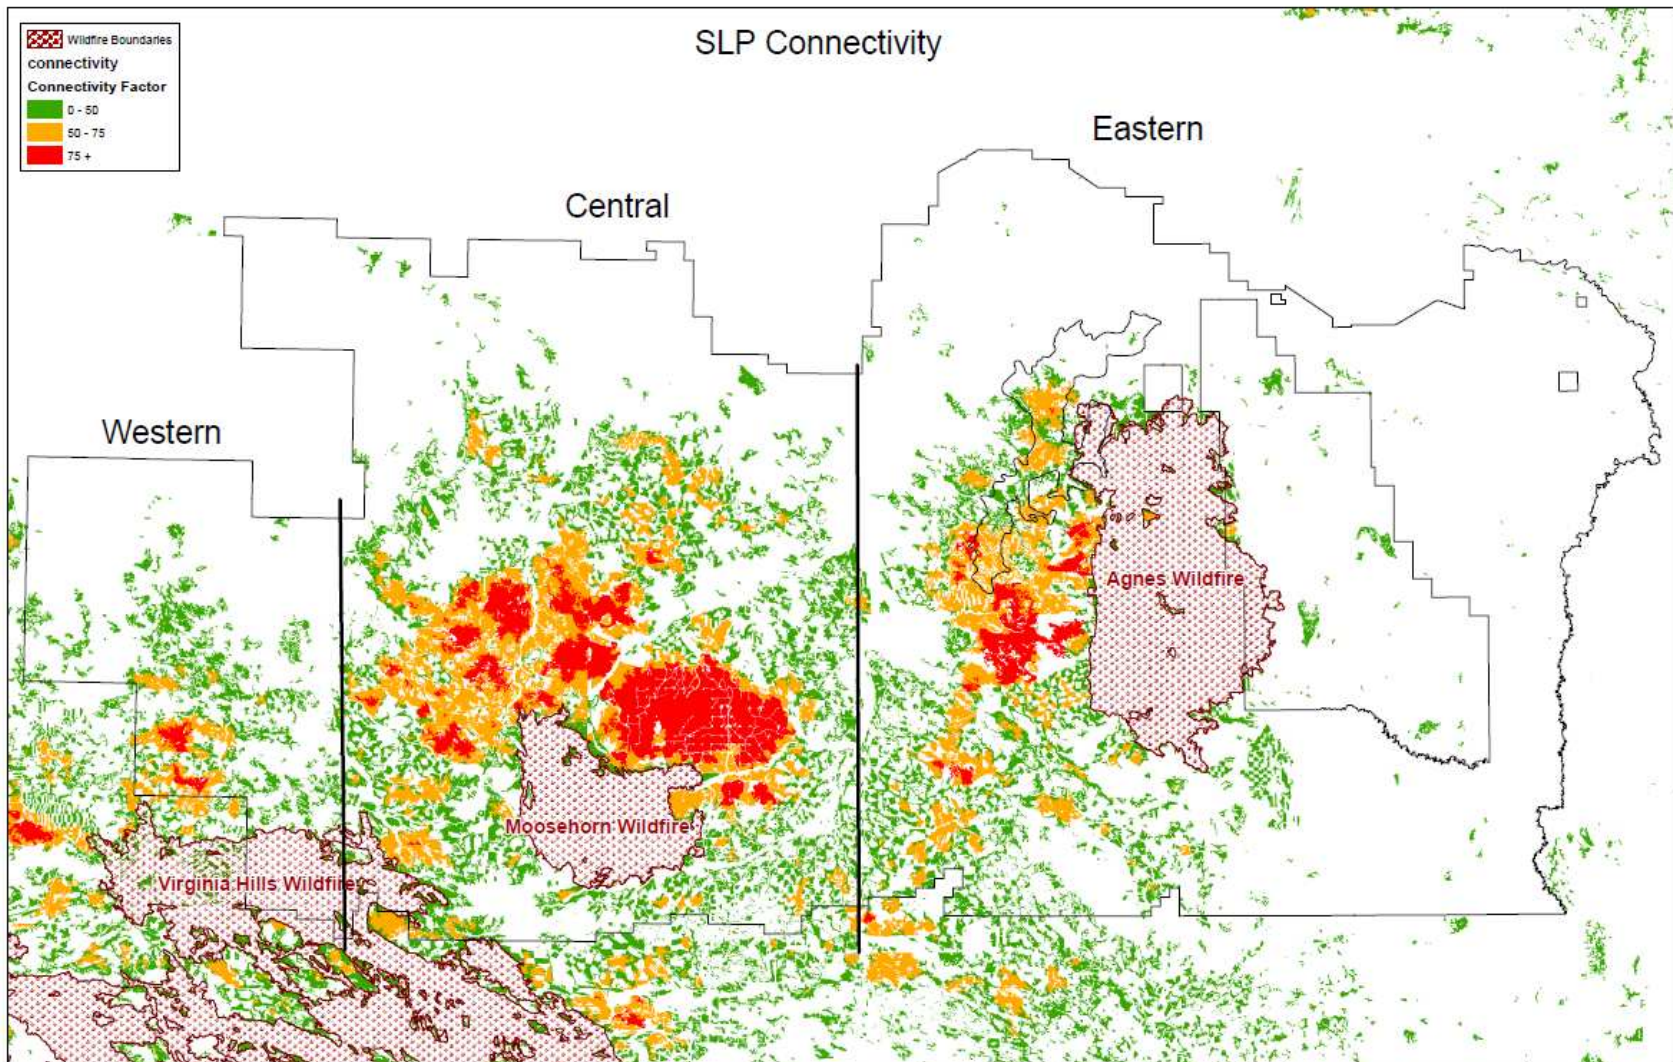 SLP Connectivity
Wildfire Boundaries
connectivity
Connectivity Factor
0 - 50
50 - 75
75 +
Eastern
Central
Western
Agnes Wildfire
Moosehorn Wildfire
Virginia Hills Wildfire